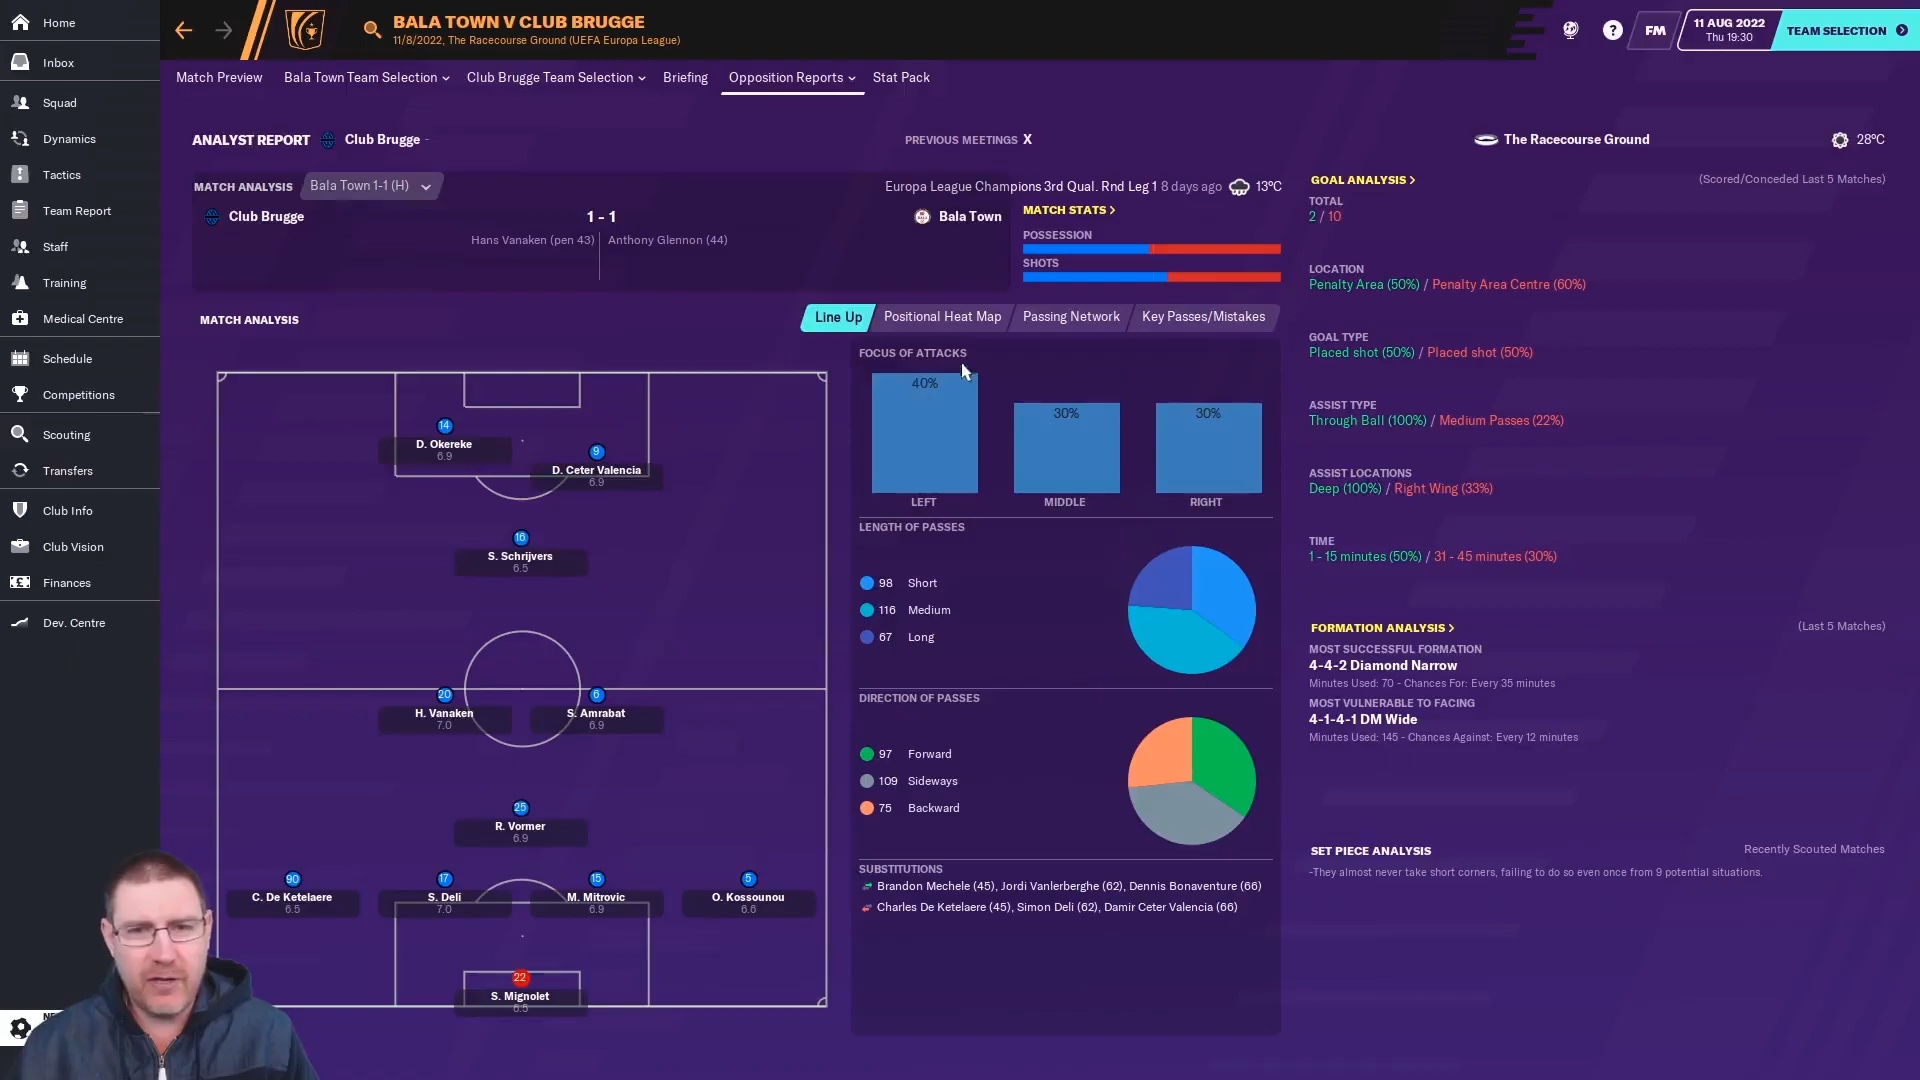 Home
Inbox
Squad
Dynamics
Tactics
Team Report
Staff
Training
Medical Centre
Schedule
Competitions
Scouting
Transfers
Club Info
Club Vision
Finances
Dev. Centre
BALA TOWN V CLUB BRUGGE
11/8/2022, The Racecourse Ground (UEFA Europa League)
?
FM
11 AUG 2022
Thu 19:30
TEAM SELECTION
Match Preview
Bala Town Team Selection
Club Brugge Team Selection
Briefing
Opposition Reports
Stat Pack
ANALYST REPORT Club Brugge -
PREVIOUS MEETINGS X
The Racecourse Ground
28°C
MATCH ANALYSIS Bala Town 1-1 (H)
Europa League Champions 3rd Qual. Rnd Leg 1 8 days ago 13°C
Club Brugge 1 - 1 Bala Town
Hans Vanaken (pen 43) Anthony Glennon (44)
MATCH STATS >
POSSESSION
SHOTS
MATCH ANALYSIS
Line Up
Positional Heat Map
Passing Network
Key Passes/Mistakes
14
D. Okereke
6.9
9
D. Ceter Valencia
6.9
16
S. Schrijvers
6.5
20
H. Vanaken
7.0
6
S. Amrabat
6.9
25
R. Vormer
6.9
90
C. De Ketelaere
6.5
17
S. Deli
7.0
15
M. Mitrovic
6.9
5
O. Kossounou
6.6
22
S. Mignolet
6.5
FOCUS OF ATTACKS
40% 30% 30%
LEFT MIDDLE RIGHT
LENGTH OF PASSES
98 Short
116 Medium
67 Long
DIRECTION OF PASSES
97 Forward
109 Sideways
75 Backward
SUBSTITUTIONS
Brandon Mechele (45), Jordi Vanlerberghe (62), Dennis Bonaventure (66)
Charles De Ketelaere (45), Simon Deli (62), Damir Ceter Valencia (66)
GOAL ANALYSIS >
(Scored/Conceded Last 5 Matches)
TOTAL
2 / 10
LOCATION
Penalty Area (50%) / Penalty Area Centre (60%)
GOAL TYPE
Placed shot (50%) / Placed shot (50%)
ASSIST TYPE
Through Ball (100%) / Medium Passes (22%)
ASSIST LOCATIONS
Deep (100%) / Right Wing (33%)
TIME
1 - 15 minutes (50%) / 31 - 45 minutes (30%)
FORMATION ANALYSIS >
(Last 5 Matches)
MOST SUCCESSFUL FORMATION
4-4-2 Diamond Narrow
Minutes Used: 70 - Chances For: Every 35 minutes
MOST VULNERABLE TO FACING
4-1-4-1 DM Wide
Minutes Used: 145 - Chances Against: Every 12 minutes
SET PIECE ANALYSIS
Recently Scouted Matches
-They almost never take short corners, failing to do so even once from 9 potential situations.